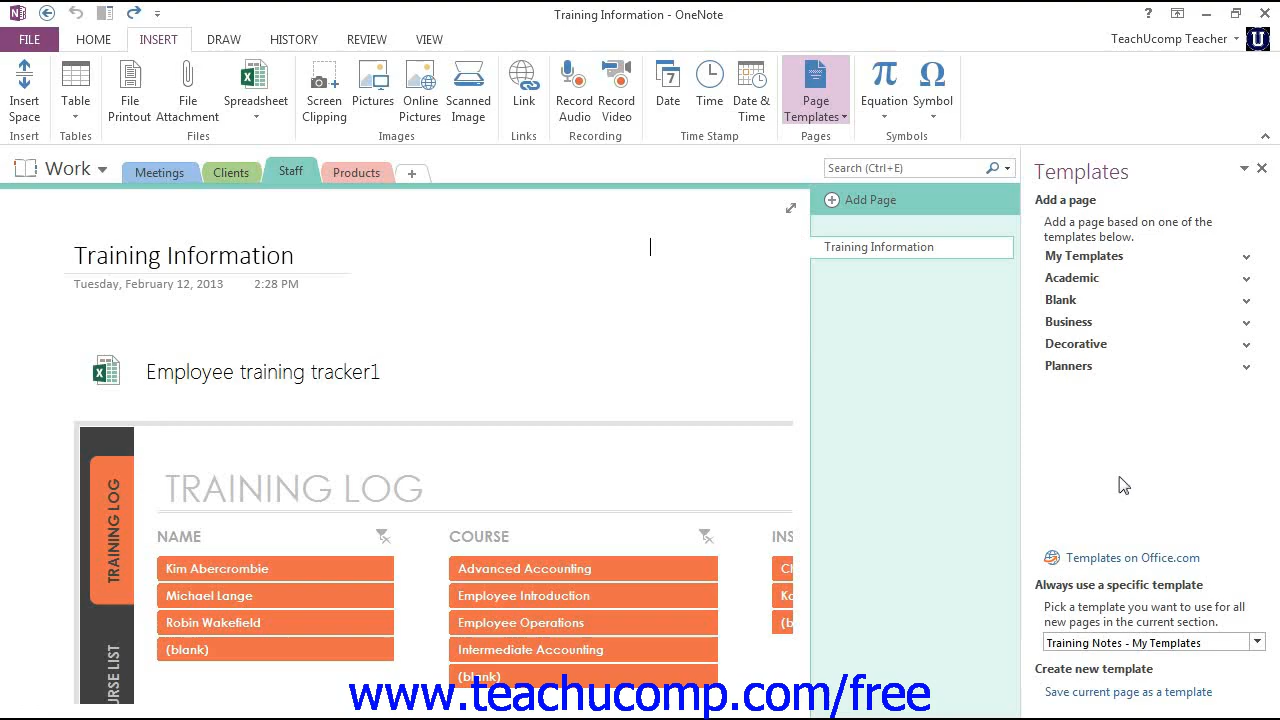 Training Information - OneNote
FILE HOME INSERT DRAW HISTORY REVIEW VIEW
TeachUcomp Teacher U
Insert Space
Table
File Printout
File Attachment
Spreadsheet
Screen Clipping
Pictures
Online Pictures
Scanned Image
Link
Record Audio
Record Video
Date
Time
Date & Time
Page Templates
Equation
Symbol
Insert Tables Files Images Links Recording Time Stamp Pages Symbols
Work Meetings Clients Staff Products
Search (Ctrl+E)
Add Page
Training Information
Training Information
Tuesday, February 12, 2013 2:28 PM
Employee training tracker1
TRAINING LOG
URSE LIST
TRAINING LOG
NAME COURSE INS
Kim Abercrombie Advanced Accounting Cl
Michael Lange Employee Introduction Ka
Robin Wakefield Employee Operations (b
(blank) Intermediate Accounting
(blank)
www.teachucomp.com/free
Templates
Add a page
Add a page based on one of the
templates below.
My Templates
Academic
Blank
Business
Decorative
Planners
Templates on Office.com
Always use a specific template
Pick a template you want to use for all
new pages in the current section.
Training Notes - My Templates
Create new template
Save current page as a template